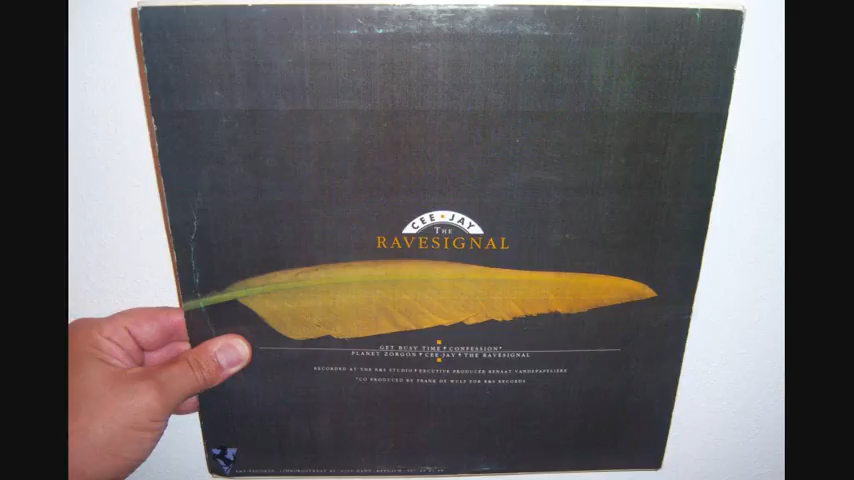 CEE • JAY
THE
RAVESIGNAL
GET BUSY TIME • CONFESSION*
PLANET ZORGON • CEE-JAY • THE RAVESIGNAL
RECORDED AT THE R&S STUDIO • EXECUTIVE PRODUCER RENAAT VANDEPAPELIERE
*CO PRODUCED BY FRANK DE WULF FOR R&S RECORDS
R&S RECORDS